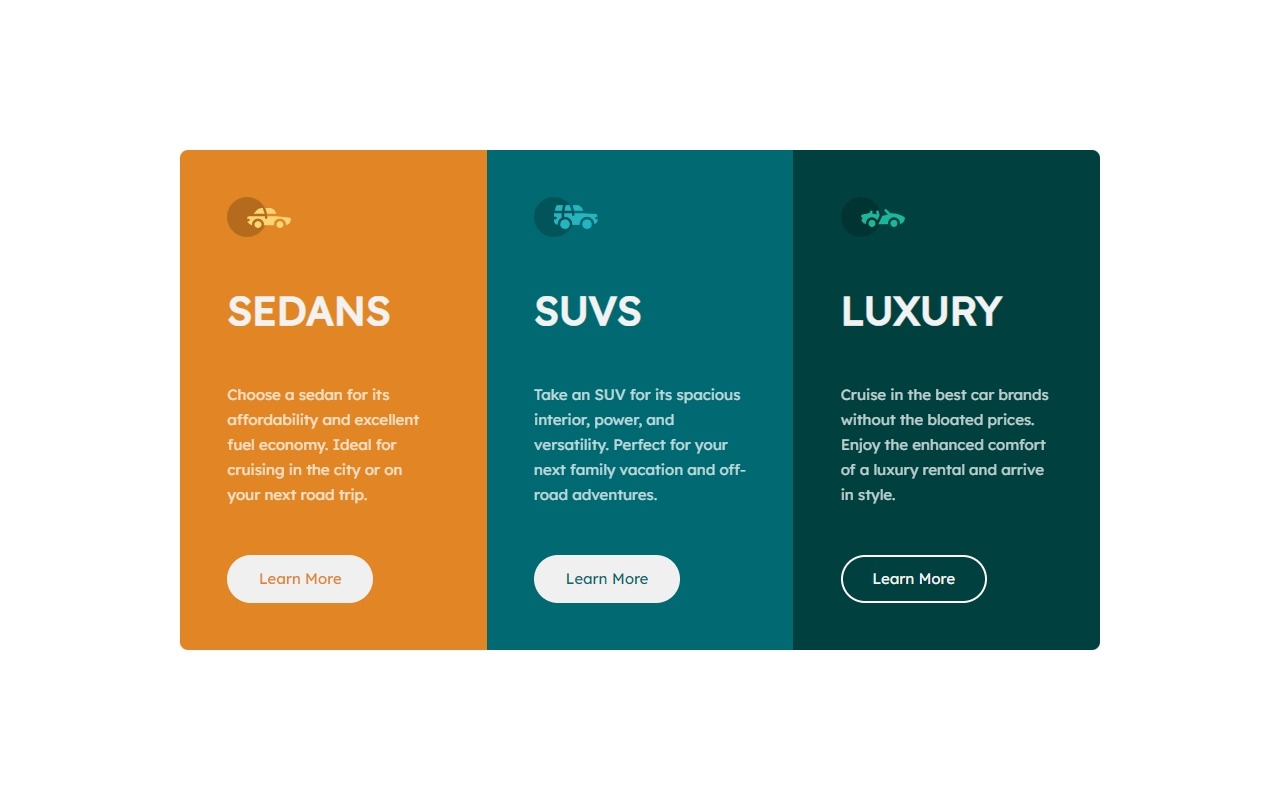 SEDANS
Choose a sedan for its
affordability and excellent
fuel economy. Ideal for
cruising in the city or on
your next road trip.
Learn More
SUVS
Take an SUV for its spacious
interior, power, and
versatility. Perfect for your
next family vacation and off-
road adventures.
Learn More
LUXURY
Cruise in the best car brands
without the bloated prices.
Enjoy the enhanced comfort
of a luxury rental and arrive
in style.
Learn More